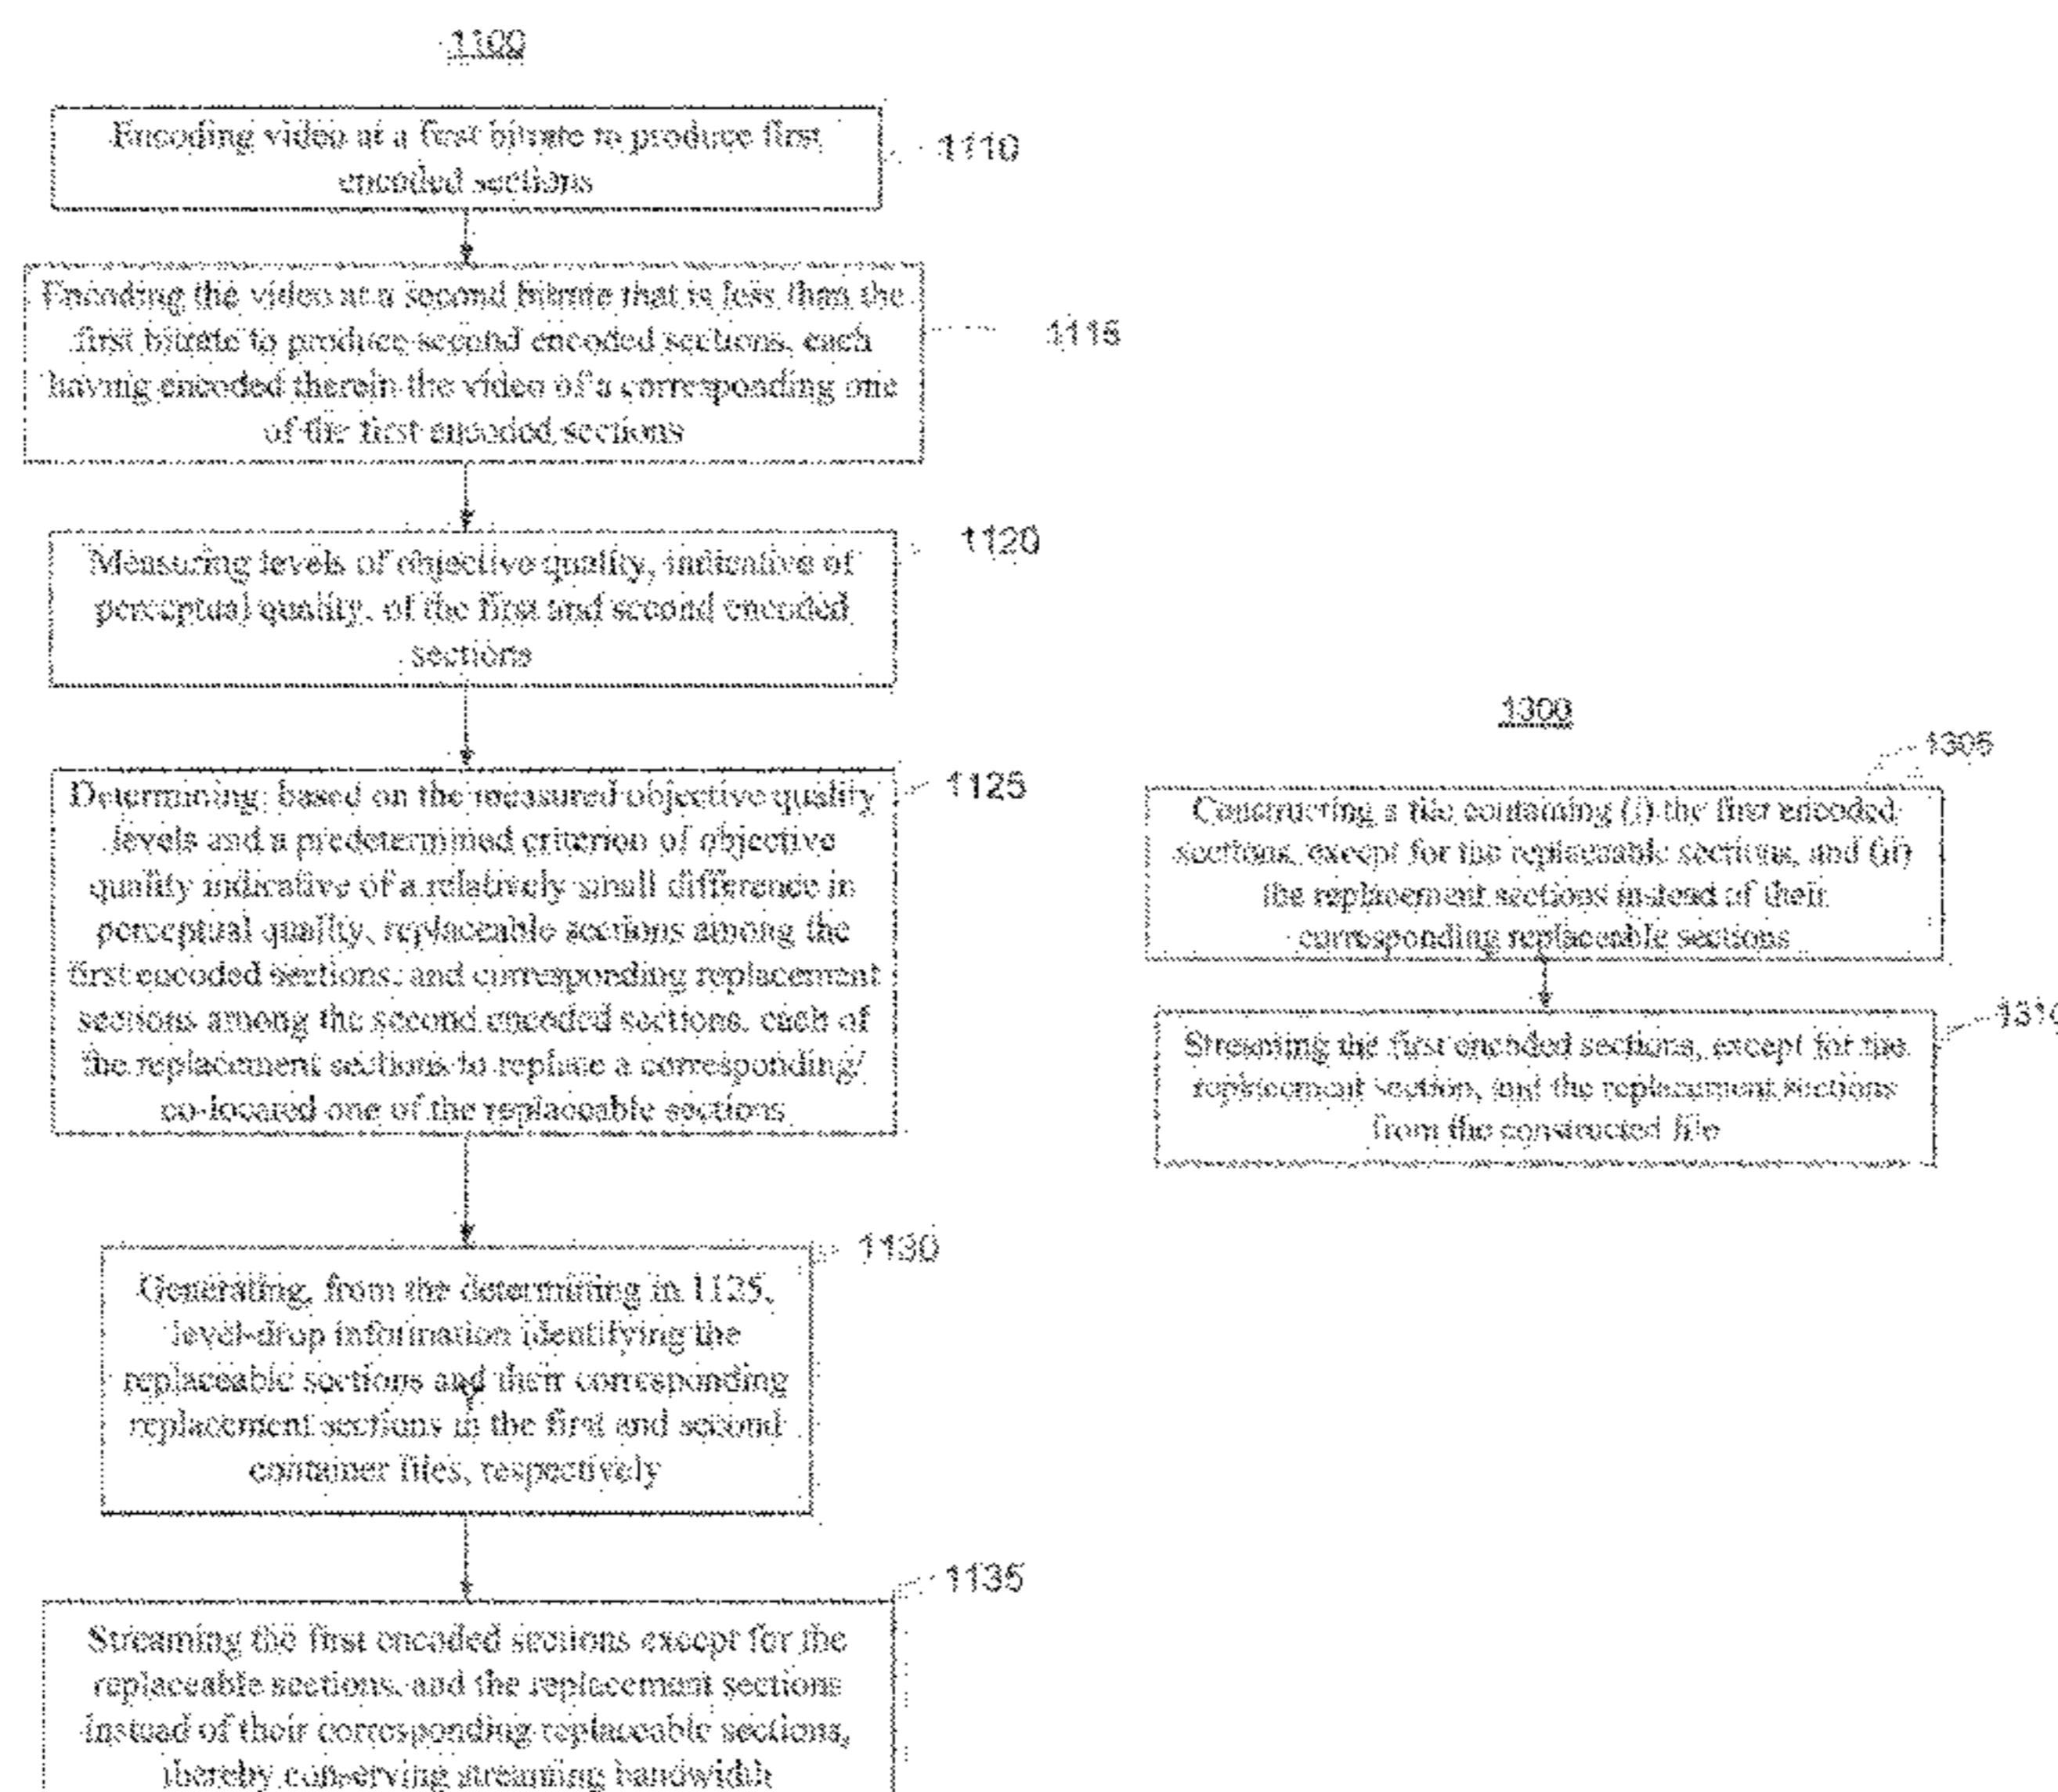 1100
Encoding video at a first bitrate to produce first
encoded sections
1110
Encoding the video at a second bitrate that is less than the
first bitrate to produce second encoded sections, each
having encoded therein the video of a corresponding one
of the first encoded sections
1115
Measuring levels of objective quality, indicative of
perceptual quality, of the first and second encoded
sections
1120
Determining, based on the measured objective quality
levels and a predetermined criterion of objective
quality indicative of a relatively small difference in
perceptual quality, replaceable sections among the
first encoded sections, and corresponding replacement
sections among the second encoded sections, each of
the replacement sections to replace a corresponding/
co-located one of the replaceable sections
1125
Generating, from the determining in 1125,
level-drop information identifying the
replaceable sections and their corresponding
replacement sections in the first and second
container files, respectively
1130
Streaming the first encoded sections except for the
replaceable sections, and the replacement sections
instead of their corresponding replaceable sections,
thereby conserving streaming bandwidth
1135
1300
1305
Constructing a file containing (i) the first encoded
sections, except for the replaceable sections, and (ii)
the replacement sections instead of their
corresponding replaceable sections
1310
Streaming the first encoded sections, except for the
replacement section, and the replacement sections
from the constructed file